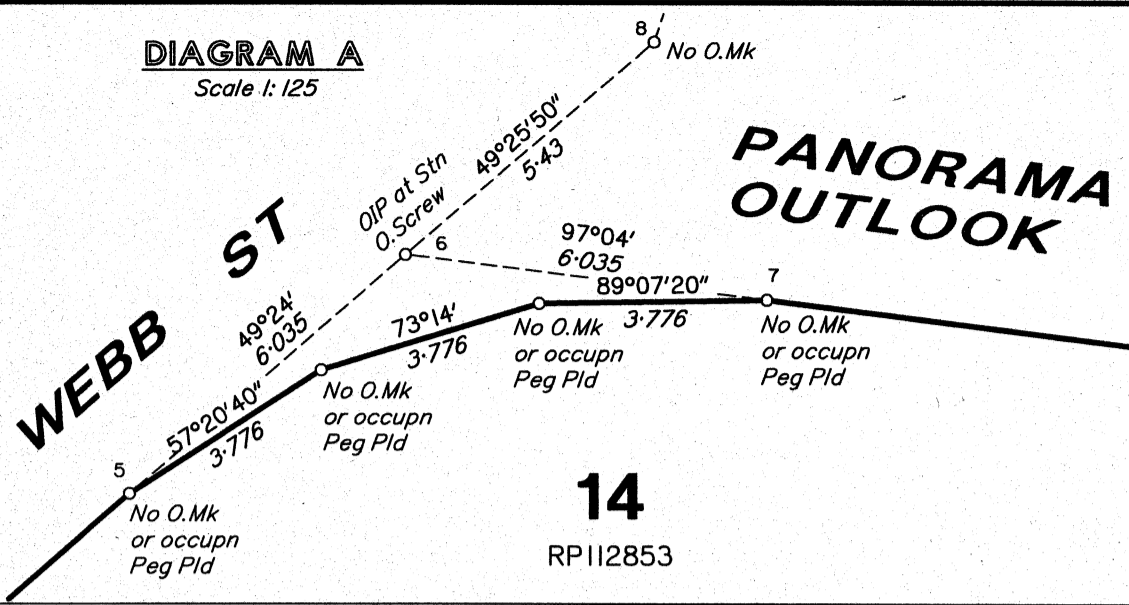 DIAGRAM A
Scale 1:125
8
No O.Mk
49°25'50"
5·43
PANORAMA
OUTLOOK
OIP at Stn
O.Screw
6
WEBB ST
97°04'
6·035
7
89°07'20"
3·776
49°24'
6·035
73°14'
3·776
No O.Mk
or occupn
Peg Pld
No O.Mk
or occupn
Peg Pld
57°20'40"
3·776
No O.Mk
or occupn
Peg Pld
5
No O.Mk
or occupn
Peg Pld
14
RP112853